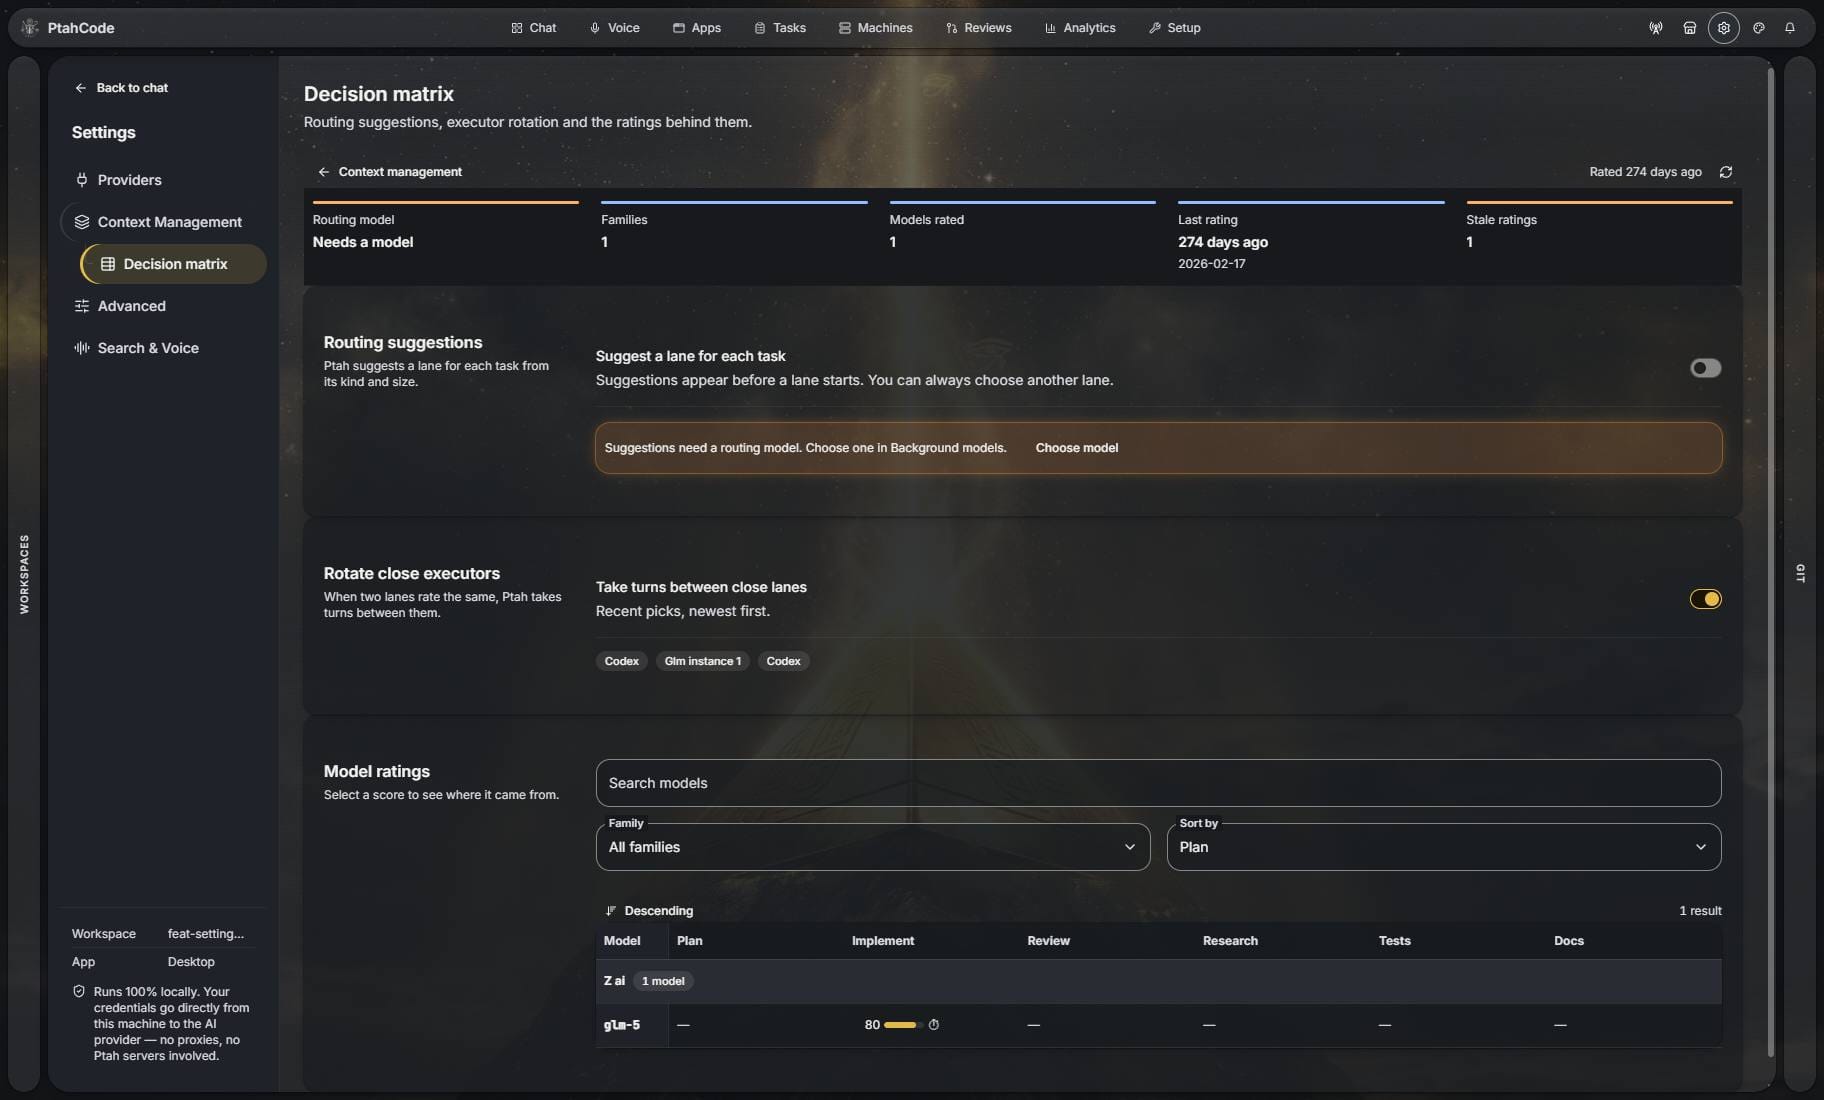 PtahCode
Chat
Voice
Apps
Tasks
Machines
Reviews
Analytics
Setup
WORKSPACES
Back to chat
Settings
Providers
Context Management
Decision matrix
Advanced
Search & Voice
Workspace feat-setting...
App Desktop
Runs 100% locally. Your
credentials go directly from
this machine to the AI
provider — no proxies, no
Ptah servers involved.
Decision matrix
Routing suggestions, executor rotation and the ratings behind them.
Context management
Rated 274 days ago
Routing model
Needs a model
Families
1
Models rated
1
Last rating
274 days ago
2026-02-17
Stale ratings
1
Routing suggestions
Ptah suggests a lane for each task from
its kind and size.
Suggest a lane for each task
Suggestions appear before a lane starts. You can always choose another lane.
Suggestions need a routing model. Choose one in Background models.
Choose model
Rotate close executors
When two lanes rate the same, Ptah takes
turns between them.
Take turns between close lanes
Recent picks, newest first.
Codex
Glm instance 1
Codex
Model ratings
Select a score to see where it came from.
Search models
Family
All families
Sort by
Plan
Descending
1 result
Model Plan Implement Review Research Tests Docs
Z ai 1 model
glm-5 — 80 — — — —
GIT